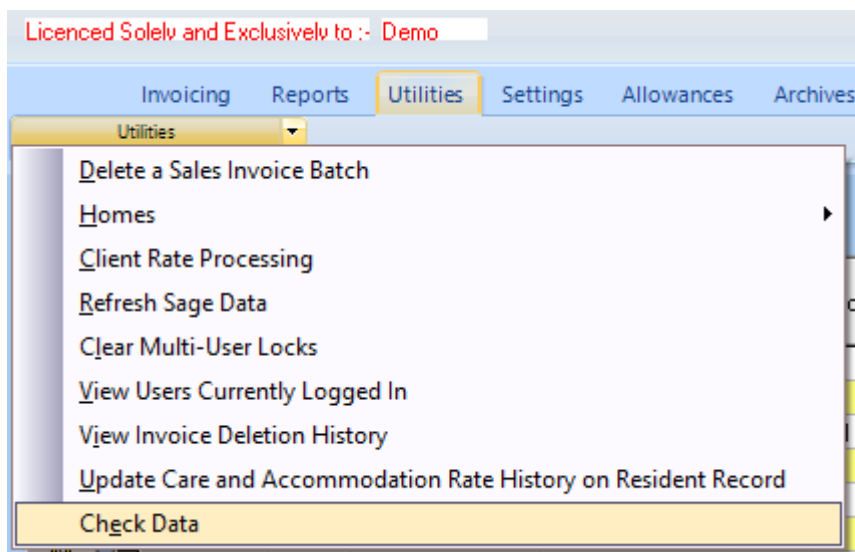 Licenced Solely and Exclusively to :- Demo
Invoicing Reports Utilities Settings Allowances Archives
Utilities
Delete a Sales Invoice Batch
Homes
Client Rate Processing
Refresh Sage Data
Clear Multi-User Locks
View Users Currently Logged In
View Invoice Deletion History
Update Care and Accommodation Rate History on Resident Record
Check Data